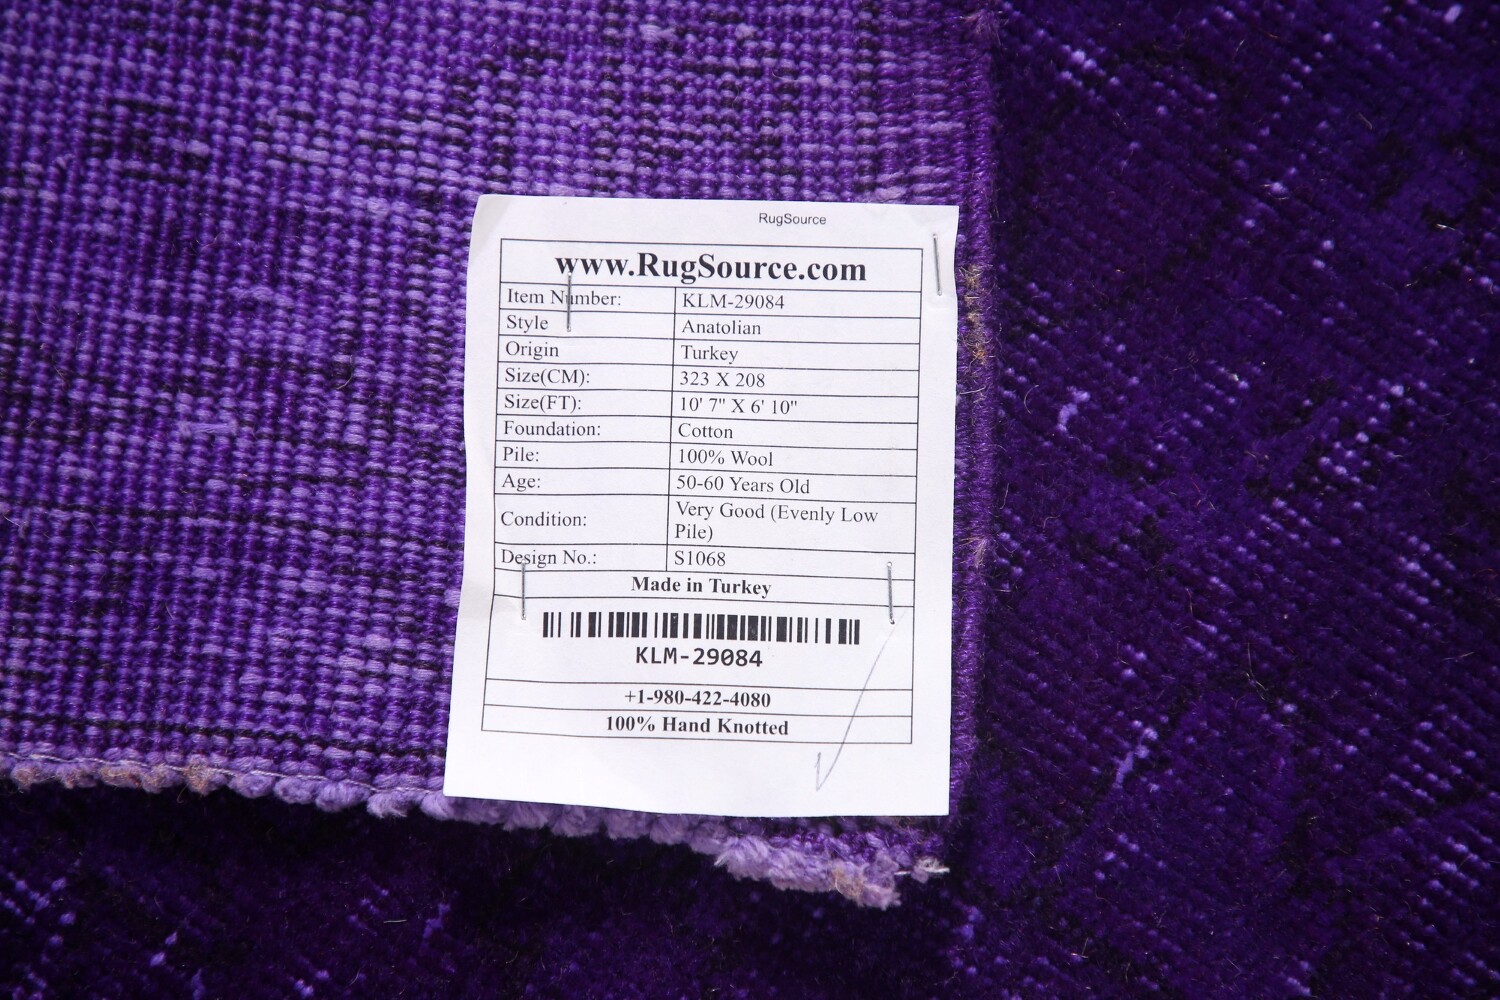 RugSource
www.RugSource.com
Item Number: KLM-29084
Style Anatolian
Origin Turkey
Size(CM): 323 X 208
Size(FT): 10' 7" X 6' 10"
Foundation: Cotton
Pile: 100% Wool
Age: 50-60 Years Old
Condition: Very Good (Evenly Low
Pile)
Design No.: S1068
Made in Turkey
KLM-29084
+1-980-422-4080
100% Hand Knotted